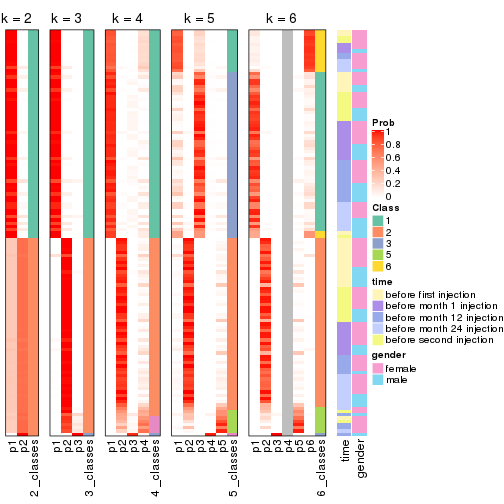 k = 2 k = 3 k = 4 k = 5 k = 6
Prob
1
0.8
0.6
0.4
0.2
0
Class
1
2
3
4
5
6
time
before first injection
before month 1 injection
before month 12 injection
before month 24 injection
before second injection
gender
female
male
p1 p2 2_classes p1 p2 p3 3_classes p1 p2 p3 p4 4_classes p1 p2 p3 p4 p5 5_classes p1 p2 p3 p4 p5 p6 6_classes time gender